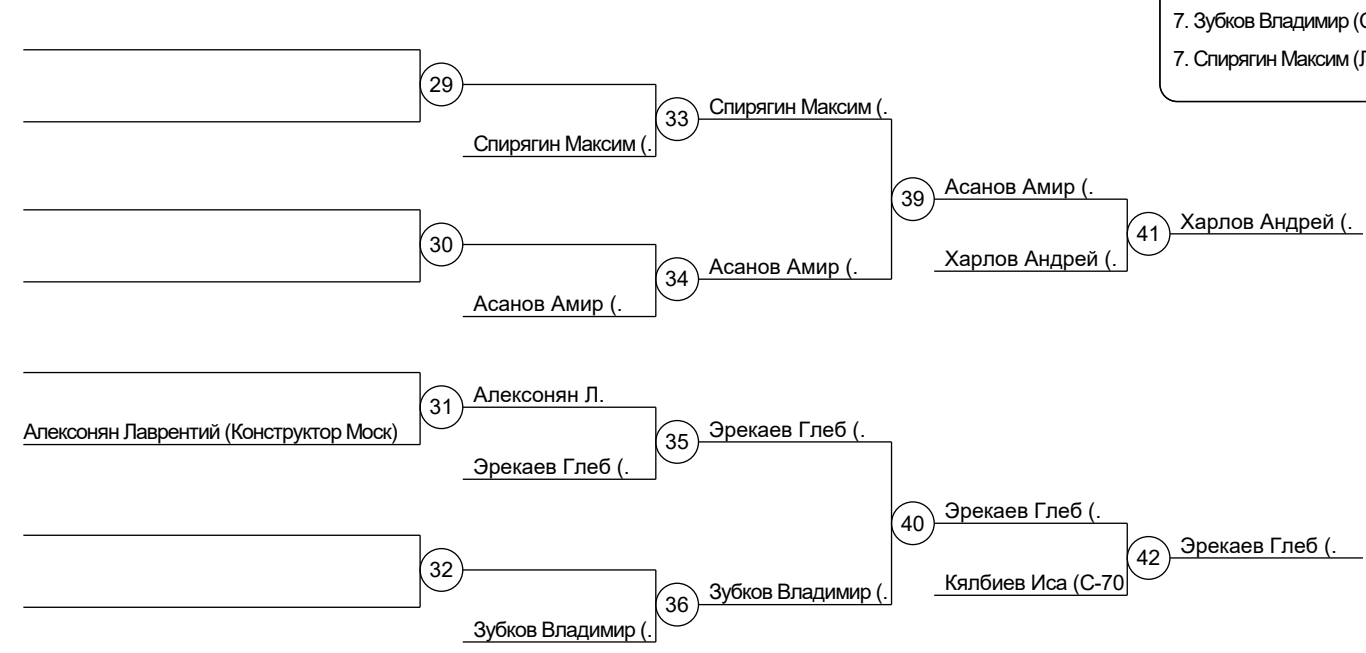 7. Зубков Владимир (С
7. Спирягин Максим (Л
29
Спирягин Максим (.
33
Спирягин Максим (.
39
Асанов Амир (.
Харлов Андрей (.
41
Харлов Андрей (.
30
Асанов Амир (.
34
Асанов Амир (.
Алексонян Лаврентий (Конструктор Моск)
31
Алексонян Л.
Эрекаев Глеб (.
35
Эрекаев Глеб (.
40
Эрекаев Глеб (.
Кялбиев Иса (С-70
42
Эрекаев Глеб (.
32
Зубков Владимир (.
36
Зубков Владимир (.